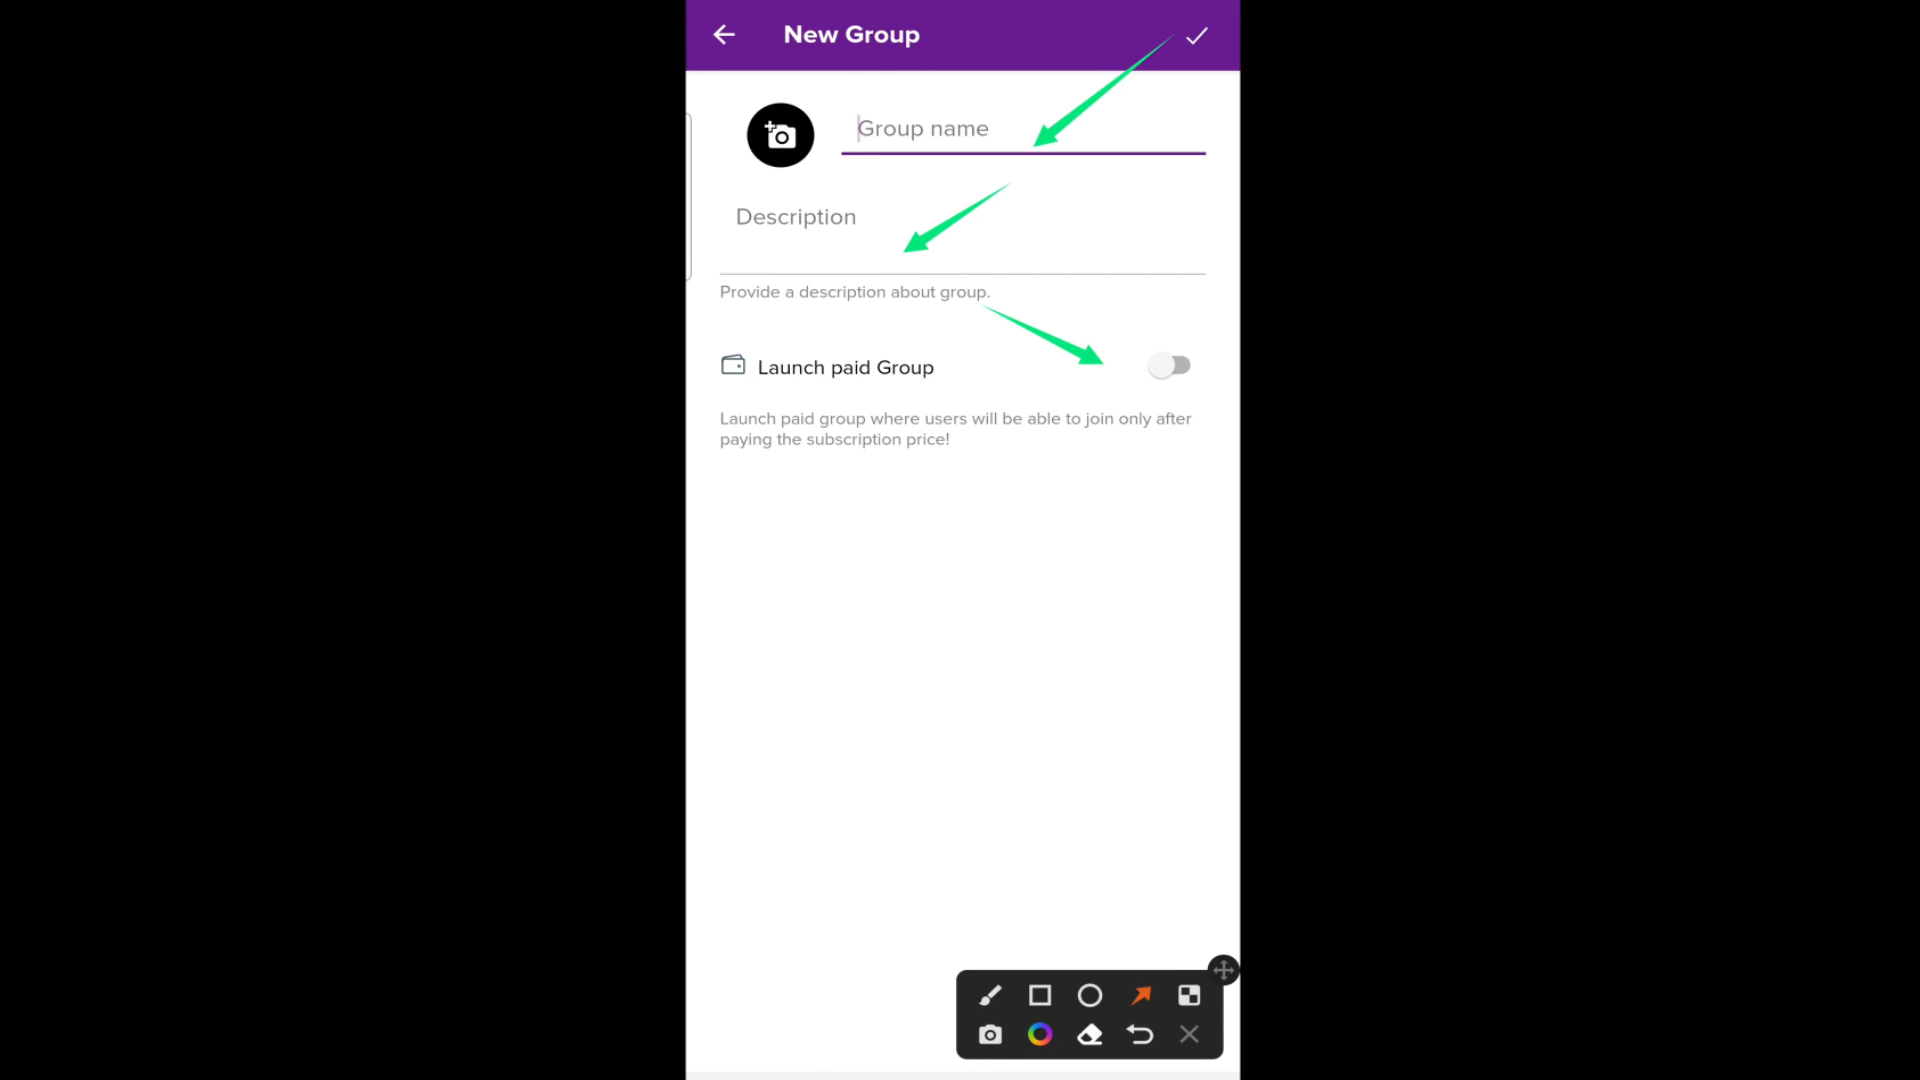 New Group
Group name
Description
Provide a description about group.
Launch paid Group
Launch paid group where users will be able to join only after
paying the subscription price!